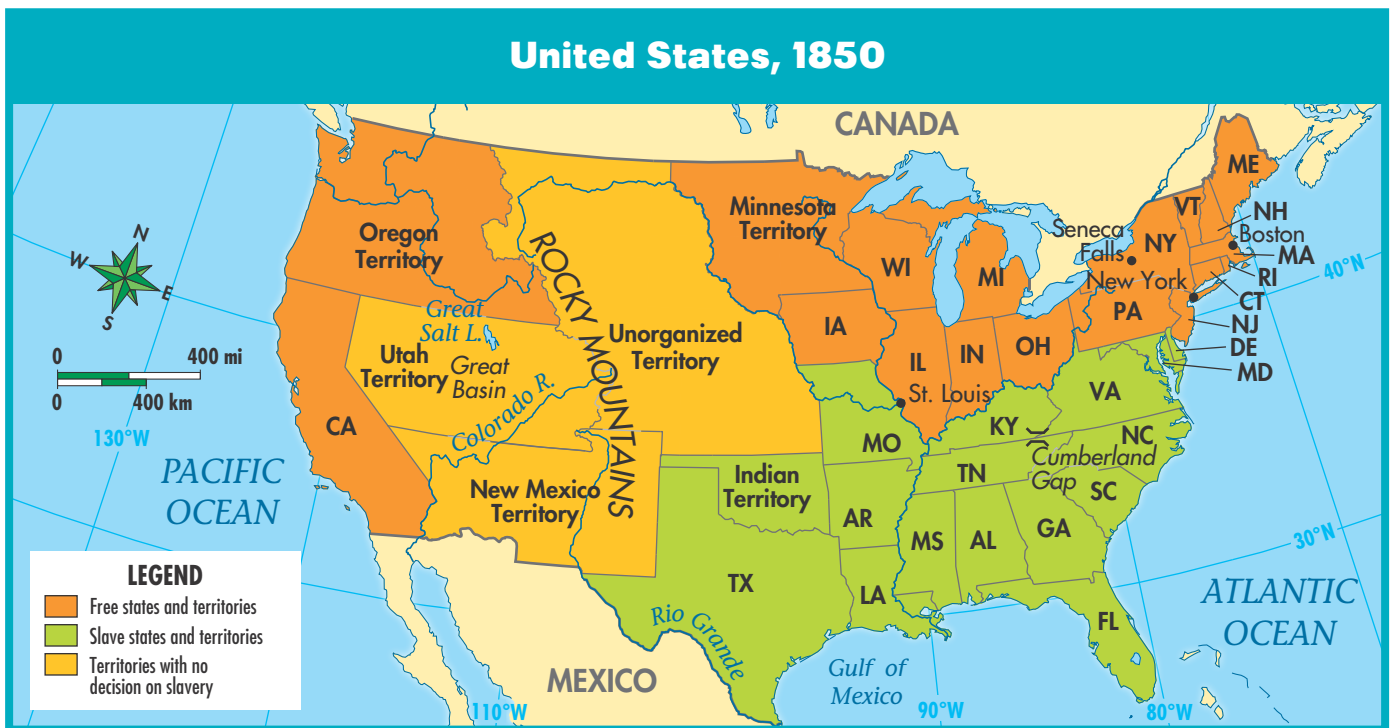 United States, 1850
CANADA
ME
VT
NH
Minnesota
Territory
Seneca
Falls
NY
Boston
MA
Oregon
Territory
N
W
E
S
ROCKY MOUNTAINS
WI
MI
New York
RI
40°N
CT
PA
NJ
Great
Salt L.
Unorganized
Territory
IA
DE
MD
0
400 mi
0
400 km
Utah
Territory
Great
Basin
IL
IN
OH
St. Louis
VA
Colorado R.
130°W
CA
MO
KY
NC
Cumberland
Gap
PACIFIC
OCEAN
New Mexico
Territory
Indian
Territory
TN
SC
AR
MS
AL
GA
30°N
LEGEND
Free states and territories
Slave states and territories
Territories with no
decision on slavery
TX
LA
Rio Grande
FL
ATLANTIC
OCEAN
MEXICO
Gulf of
Mexico
110°W
90°W
80°W